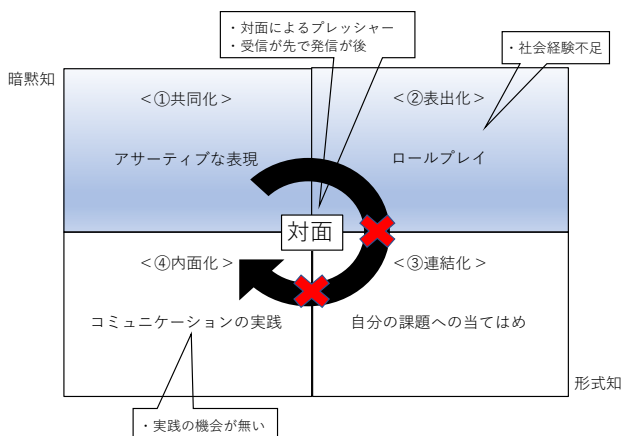 ・対面によるプレッシャー
・受信が先で発信が後
・社会経験不足
暗黙知
＜①共同化＞
＜②表出化＞
アサーティブな表現
ロールプレイ
対面
＜④内面化＞
＜③連結化＞
コミュニケーションの実践
自分の課題への当てはめ
形式知
・実践の機会が無い